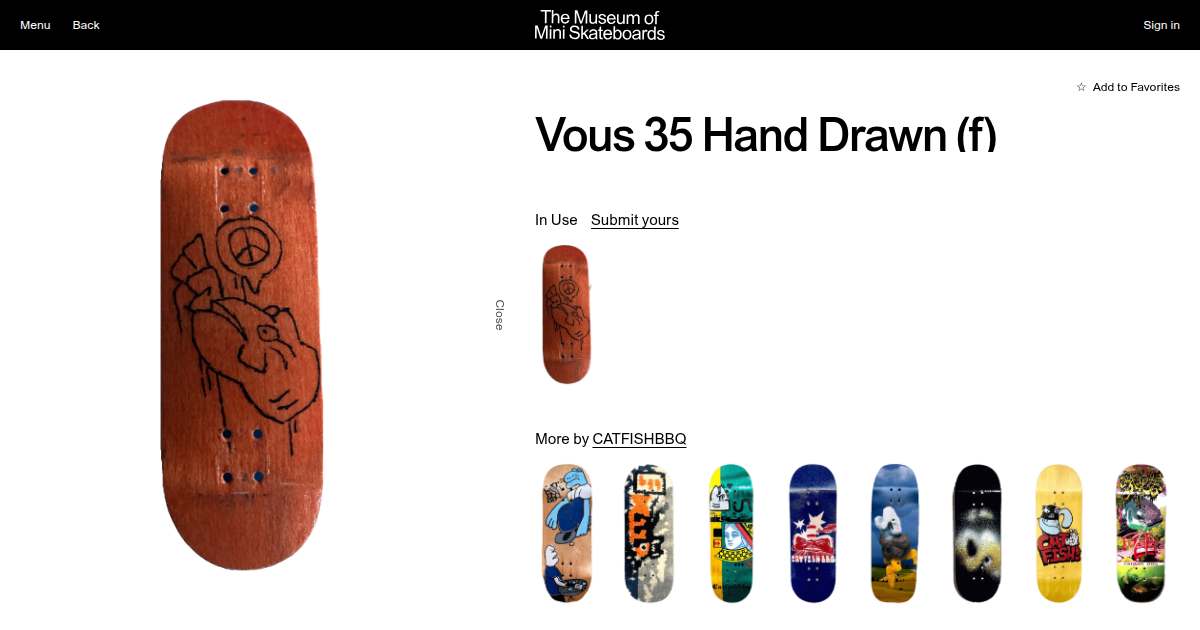 Menu
Back
The Museum of
Mini Skateboards
Sign in
☆ Add to Favorites
Vous 35 Hand Drawn (f)
In Use Submit yours
Close
More by CATFISHBBQ